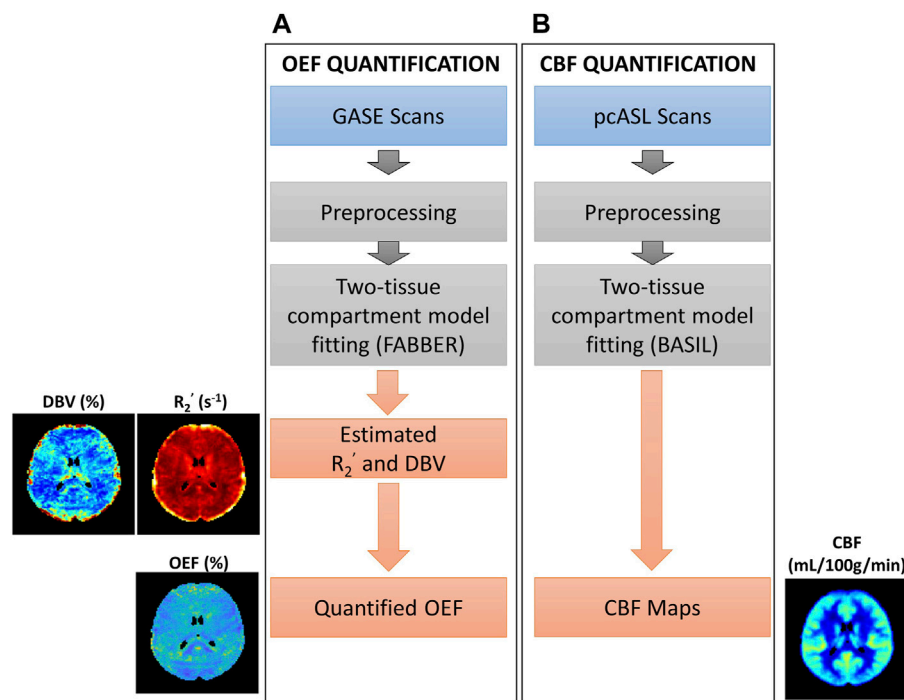 A
B
OEF QUANTIFICATION
CBF QUANTIFICATION
GASE Scans
pcASL Scans
Preprocessing
Preprocessing
Two-tissue
compartment model
fitting (FABBER)
Two-tissue
compartment model
fitting (BASIL)
DBV (%)
R₂′ (s⁻¹)
Estimated
R₂′ and DBV
OEF (%)
Quantified OEF
CBF Maps
CBF
(mL/100g/min)